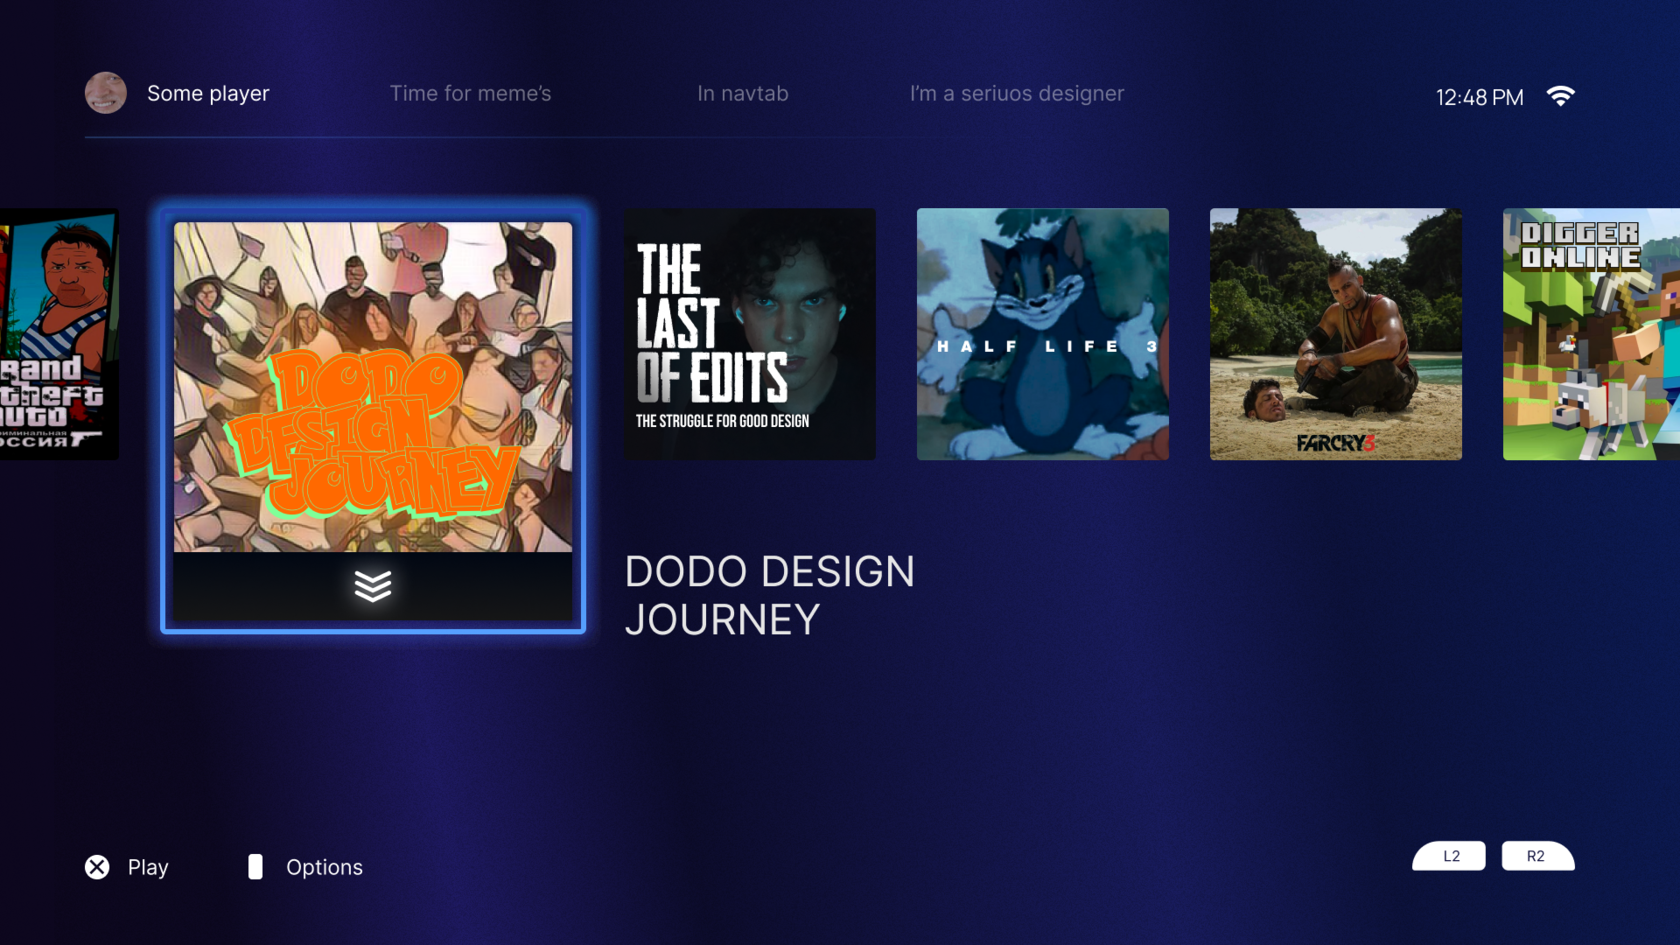 Some player
Time for meme's
In navtab
I'm a seriuos designer
12:48 PM
Rand
theft
auto
ОССИЯ
DODO
DESIGN
JOURNEY
THE
LAST
OF EDITS
THE STRUGGLE FOR GOOD DESIGN
HALF LIFE 3
FARCRY3
DIGGER
ONLINE
DODO DESIGN
JOURNEY
Play
Options
L2
R2